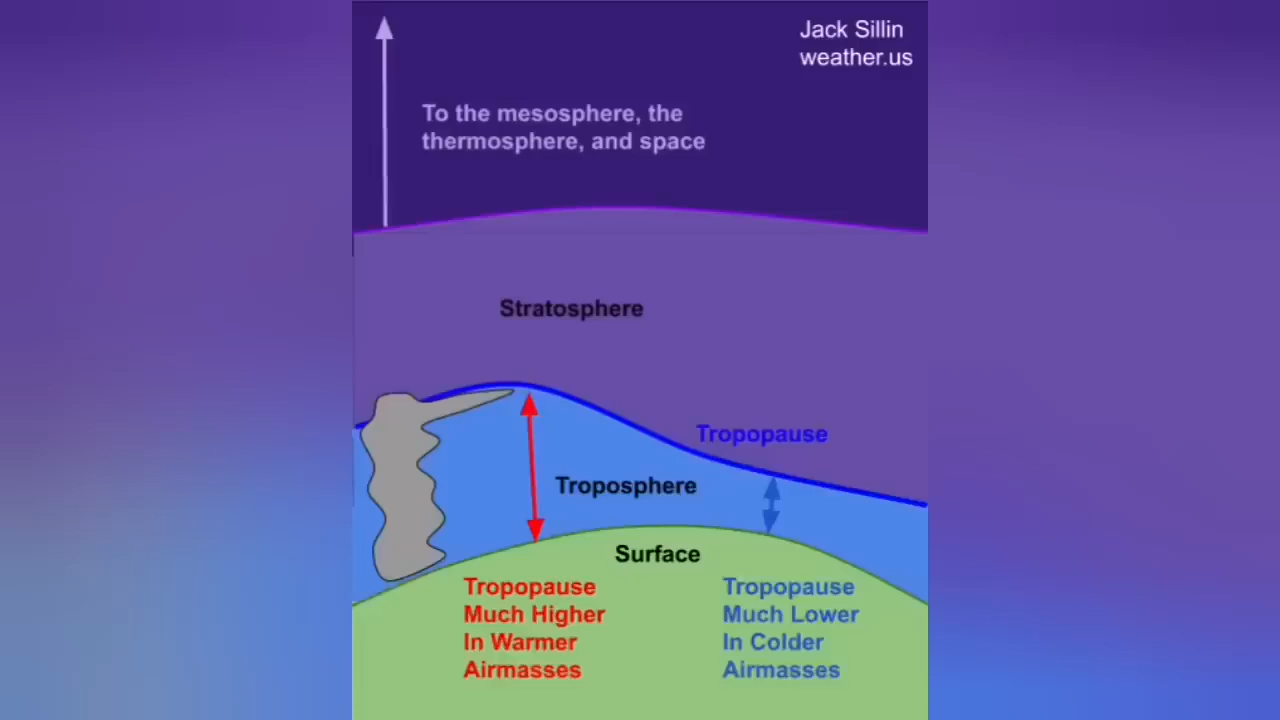 Jack Sillin
weather.us
To the mesosphere, the
thermosphere, and space
Stratosphere
Tropopause
Troposphere
Surface
Tropopause
Much Higher
In Warmer
Airmasses
Tropopause
Much Lower
In Colder
Airmasses